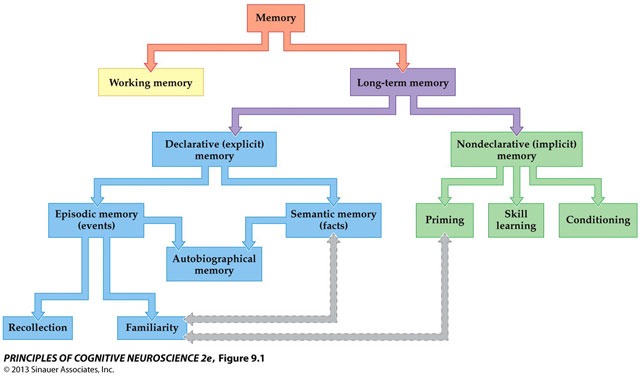 Memory
Working memory
Long-term memory
Declarative (explicit)
memory
Nondeclarative (implicit)
memory
Episodic memory
(events)
Semantic memory
(facts)
Priming
Skill
learning
Conditioning
Autobiographical
memory
Recollection
Familiarity
PRINCIPLES OF COGNITIVE NEUROSCIENCE 2e, Figure 9.1
© 2013 Sinauer Associates, Inc.